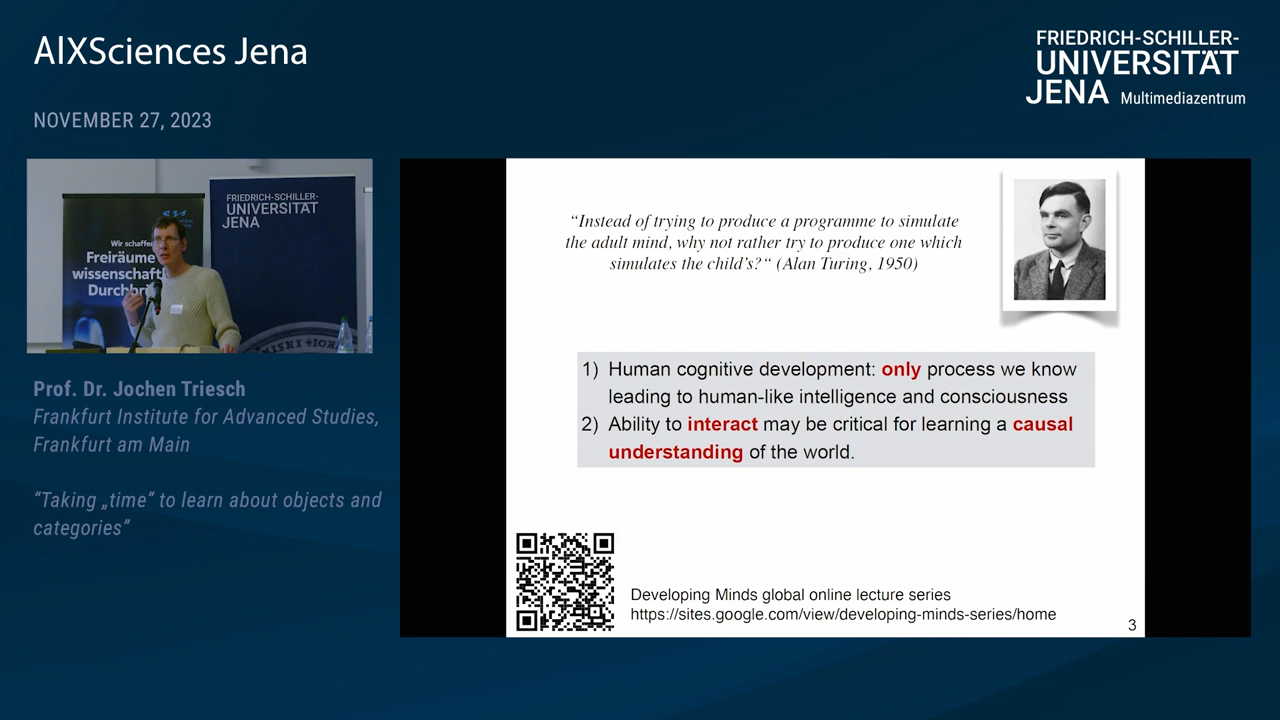 AIXSciences Jena
NOVEMBER 27, 2023
FRIEDRICH-SCHILLER-
UNIVERSITÄT
JENA Multimediazentrum
Wir schaffen
Freiräume
wissenschaftl
Durchbrü
FRIEDRICH-SCHILLER-
UNIVERSITÄT
JENA
Prof. Dr. Jochen Triesch
Frankfurt Institute for Advanced Studies,
Frankfurt am Main
“Taking „time“ to learn about objects and
categories”
“Instead of trying to produce a programme to simulate
the adult mind, why not rather try to produce one which
simulates the child's?“ (Alan Turing, 1950)
1) Human cognitive development: only process we know
leading to human-like intelligence and consciousness
2) Ability to interact may be critical for learning a causal
understanding of the world.
Developing Minds global online lecture series
https://sites.google.com/view/developing-minds-series/home
3